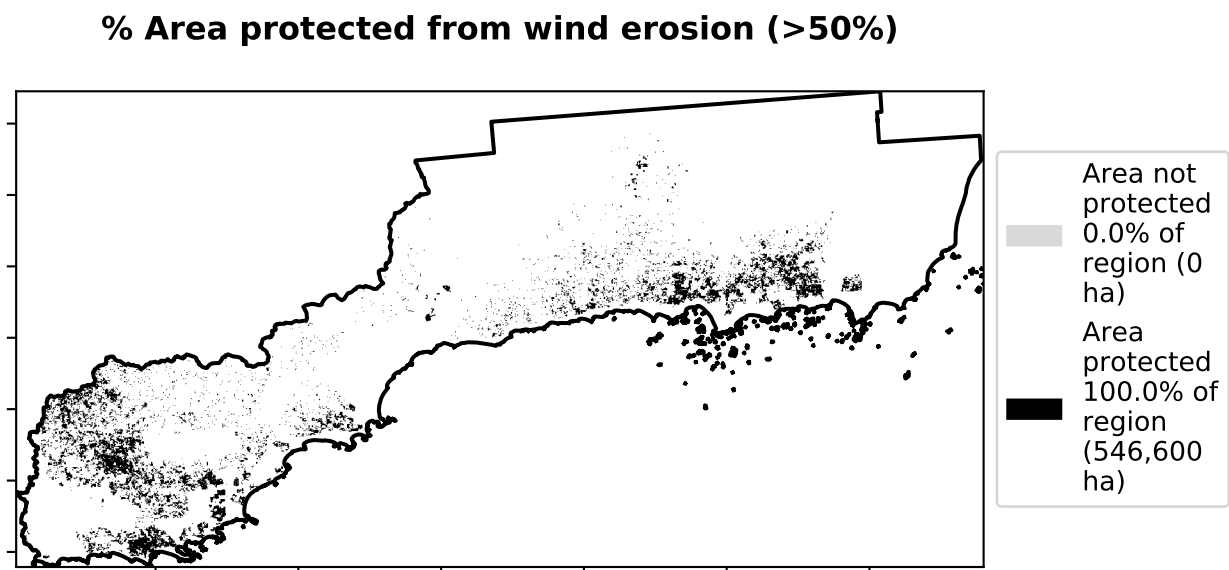 % Area protected from wind erosion (>50%)
Area not
protected
0.0% of
region (0
ha)
Area
protected
100.0% of
region
(546,600
ha)